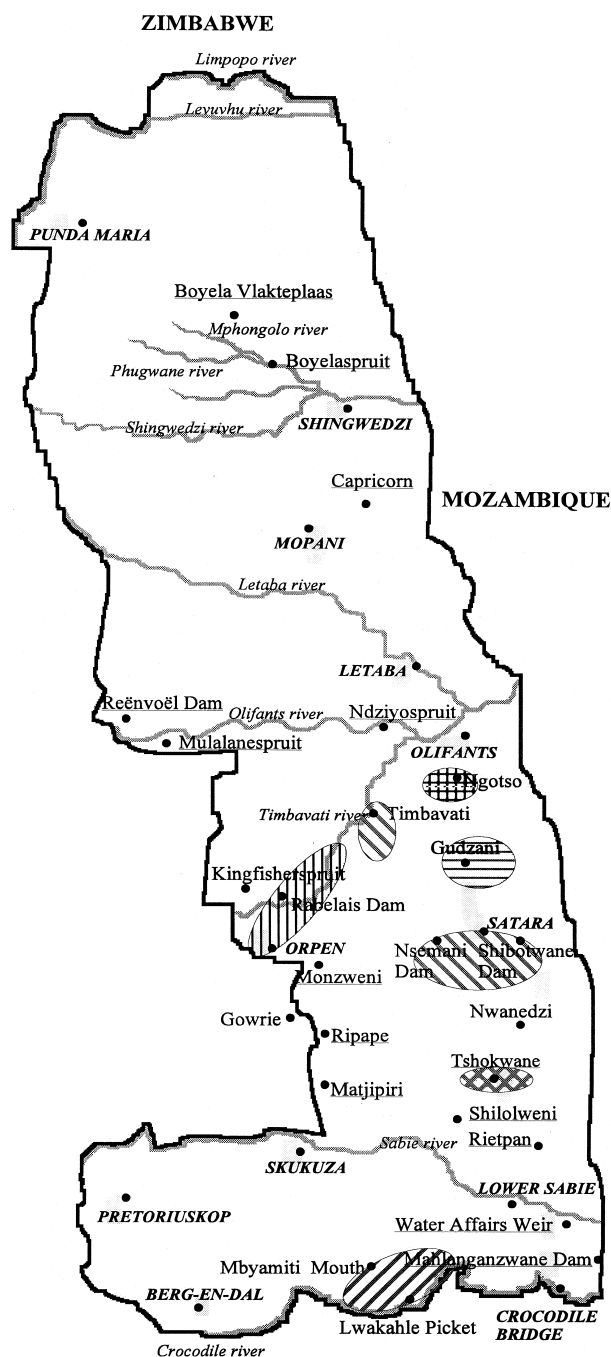 ZIMBABWE
Limpopo river
Levuvhu river
PUNDA MARIA
Boyela Vlakteplaas
Mphongolo river
Boyelaspruit
Phugwane river
SHINGWEDZI
Shingwedzi river
Capricorn
MOZAMBIQUE
MOPANI
Letaba river
LETABA
Reënvoël Dam
Olifants river
Ndziyospruit
Mulalanespruit
OLIFANTS
Ngotso
Timbavati river
Timbavati
Gudzani
Kingfisherspruit
Rabelais Dam
SATARA
ORPEN
Nsemani Shibotwane
Dam Dam
Monzweni
Nwanedzi
Gowrie
Ripape
Tshokwane
Matjipiri
Shilolweni
Rietpan
Sabie river
SKUKUZA
LOWER SABIE
PRETORIUSKOP
Water Affairs Weir
Mahlanganzwane Dam
Mbyamiti Mouth
BERG-EN-DAL
Lwakahle Picket
CROCODILE
BRIDGE
Crocodile river